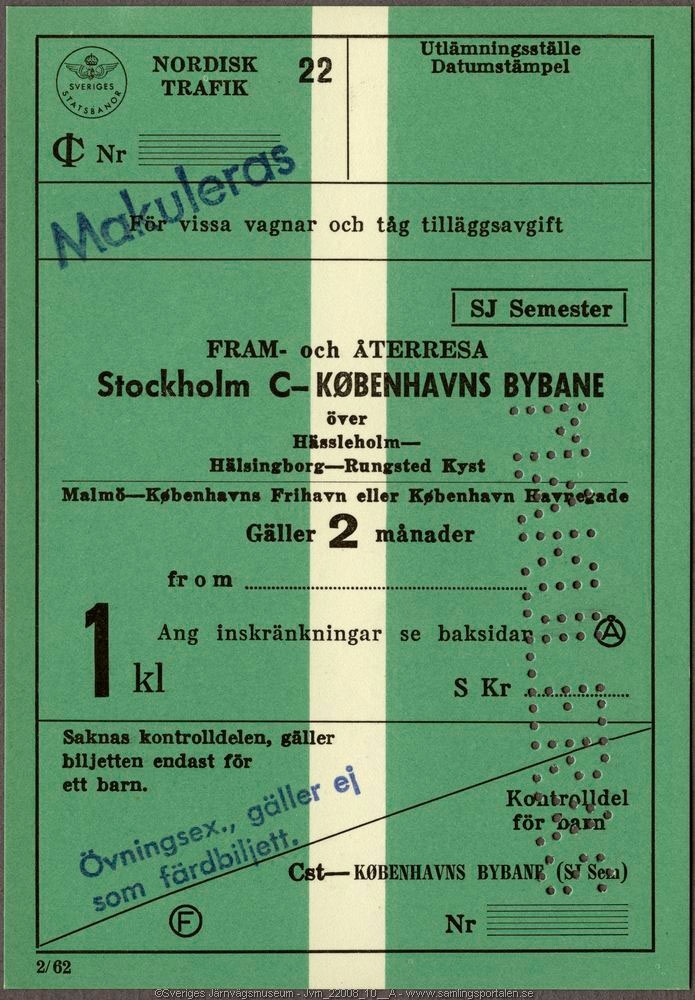 SVERIGES
STATSBANOR
NORDISK
TRAFIK
22
Utlämningsställe
Datumstämpel
Nr
Makuleras
För vissa vagnar och tåg tilläggsavgift
SJ Semester
FRAM- och ÅTERRESA
Stockholm C–KØBENHAVNS BYBANE
över
Hässleholm—
Hälsingborg—Rungsted Kyst
Malmö—Københavns Frihavn eller København Havnegade
Gäller 2 månader
from
Ang inskränkningar se baksidan
Å
1 kl
S Kr
Saknas kontrolldelen, gäller
biljetten endast för
ett barn.
Övningsex., gäller ej
som färdbiljett.
Kontrolldel
för barn
Cst—KØBENHAVNS BYBANE (SJ Sem)
F
Nr
2/62
©Sveriges Järnvägsmuseum - Jvm_22008_10__A - www.samlingsportalen.se